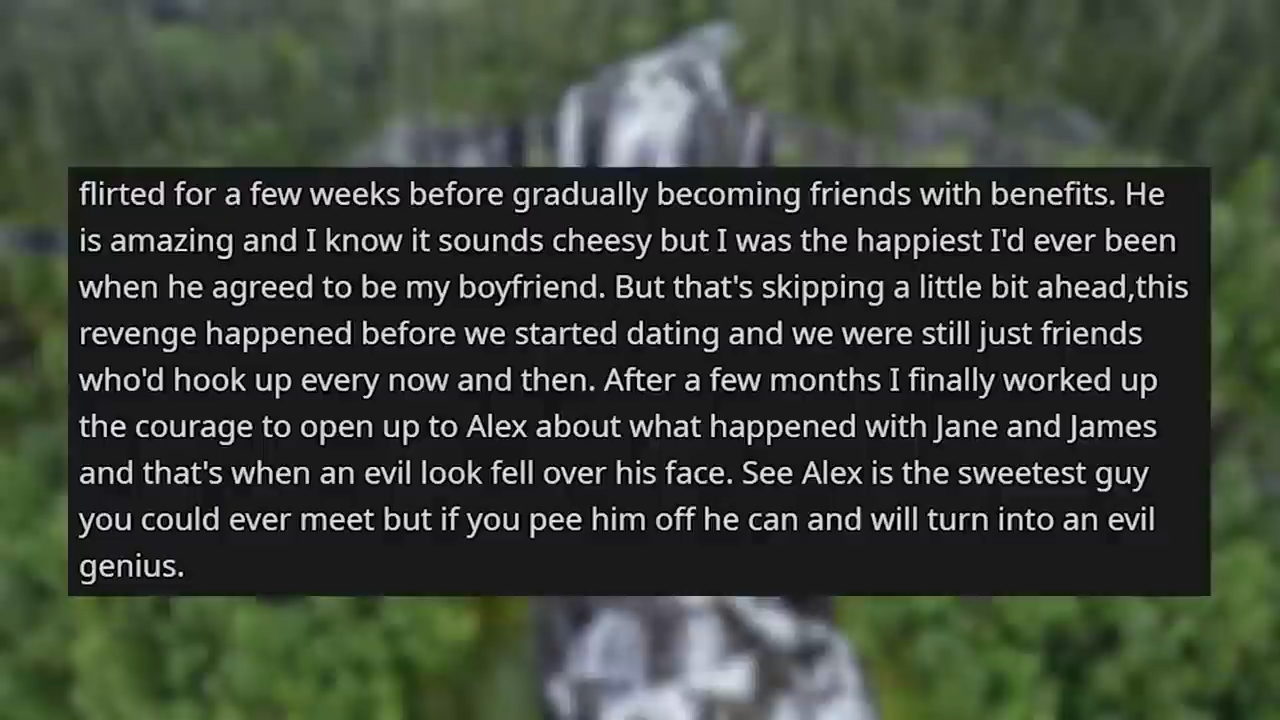 flirted for a few weeks before gradually becoming friends with benefits. He
is amazing and I know it sounds cheesy but I was the happiest I'd ever been
when he agreed to be my boyfriend. But that's skipping a little bit ahead,this
revenge happened before we started dating and we were still just friends
who'd hook up every now and then. After a few months I finally worked up
the courage to open up to Alex about what happened with Jane and James
and that's when an evil look fell over his face. See Alex is the sweetest guy
you could ever meet but if you pee him off he can and will turn into an evil
genius.